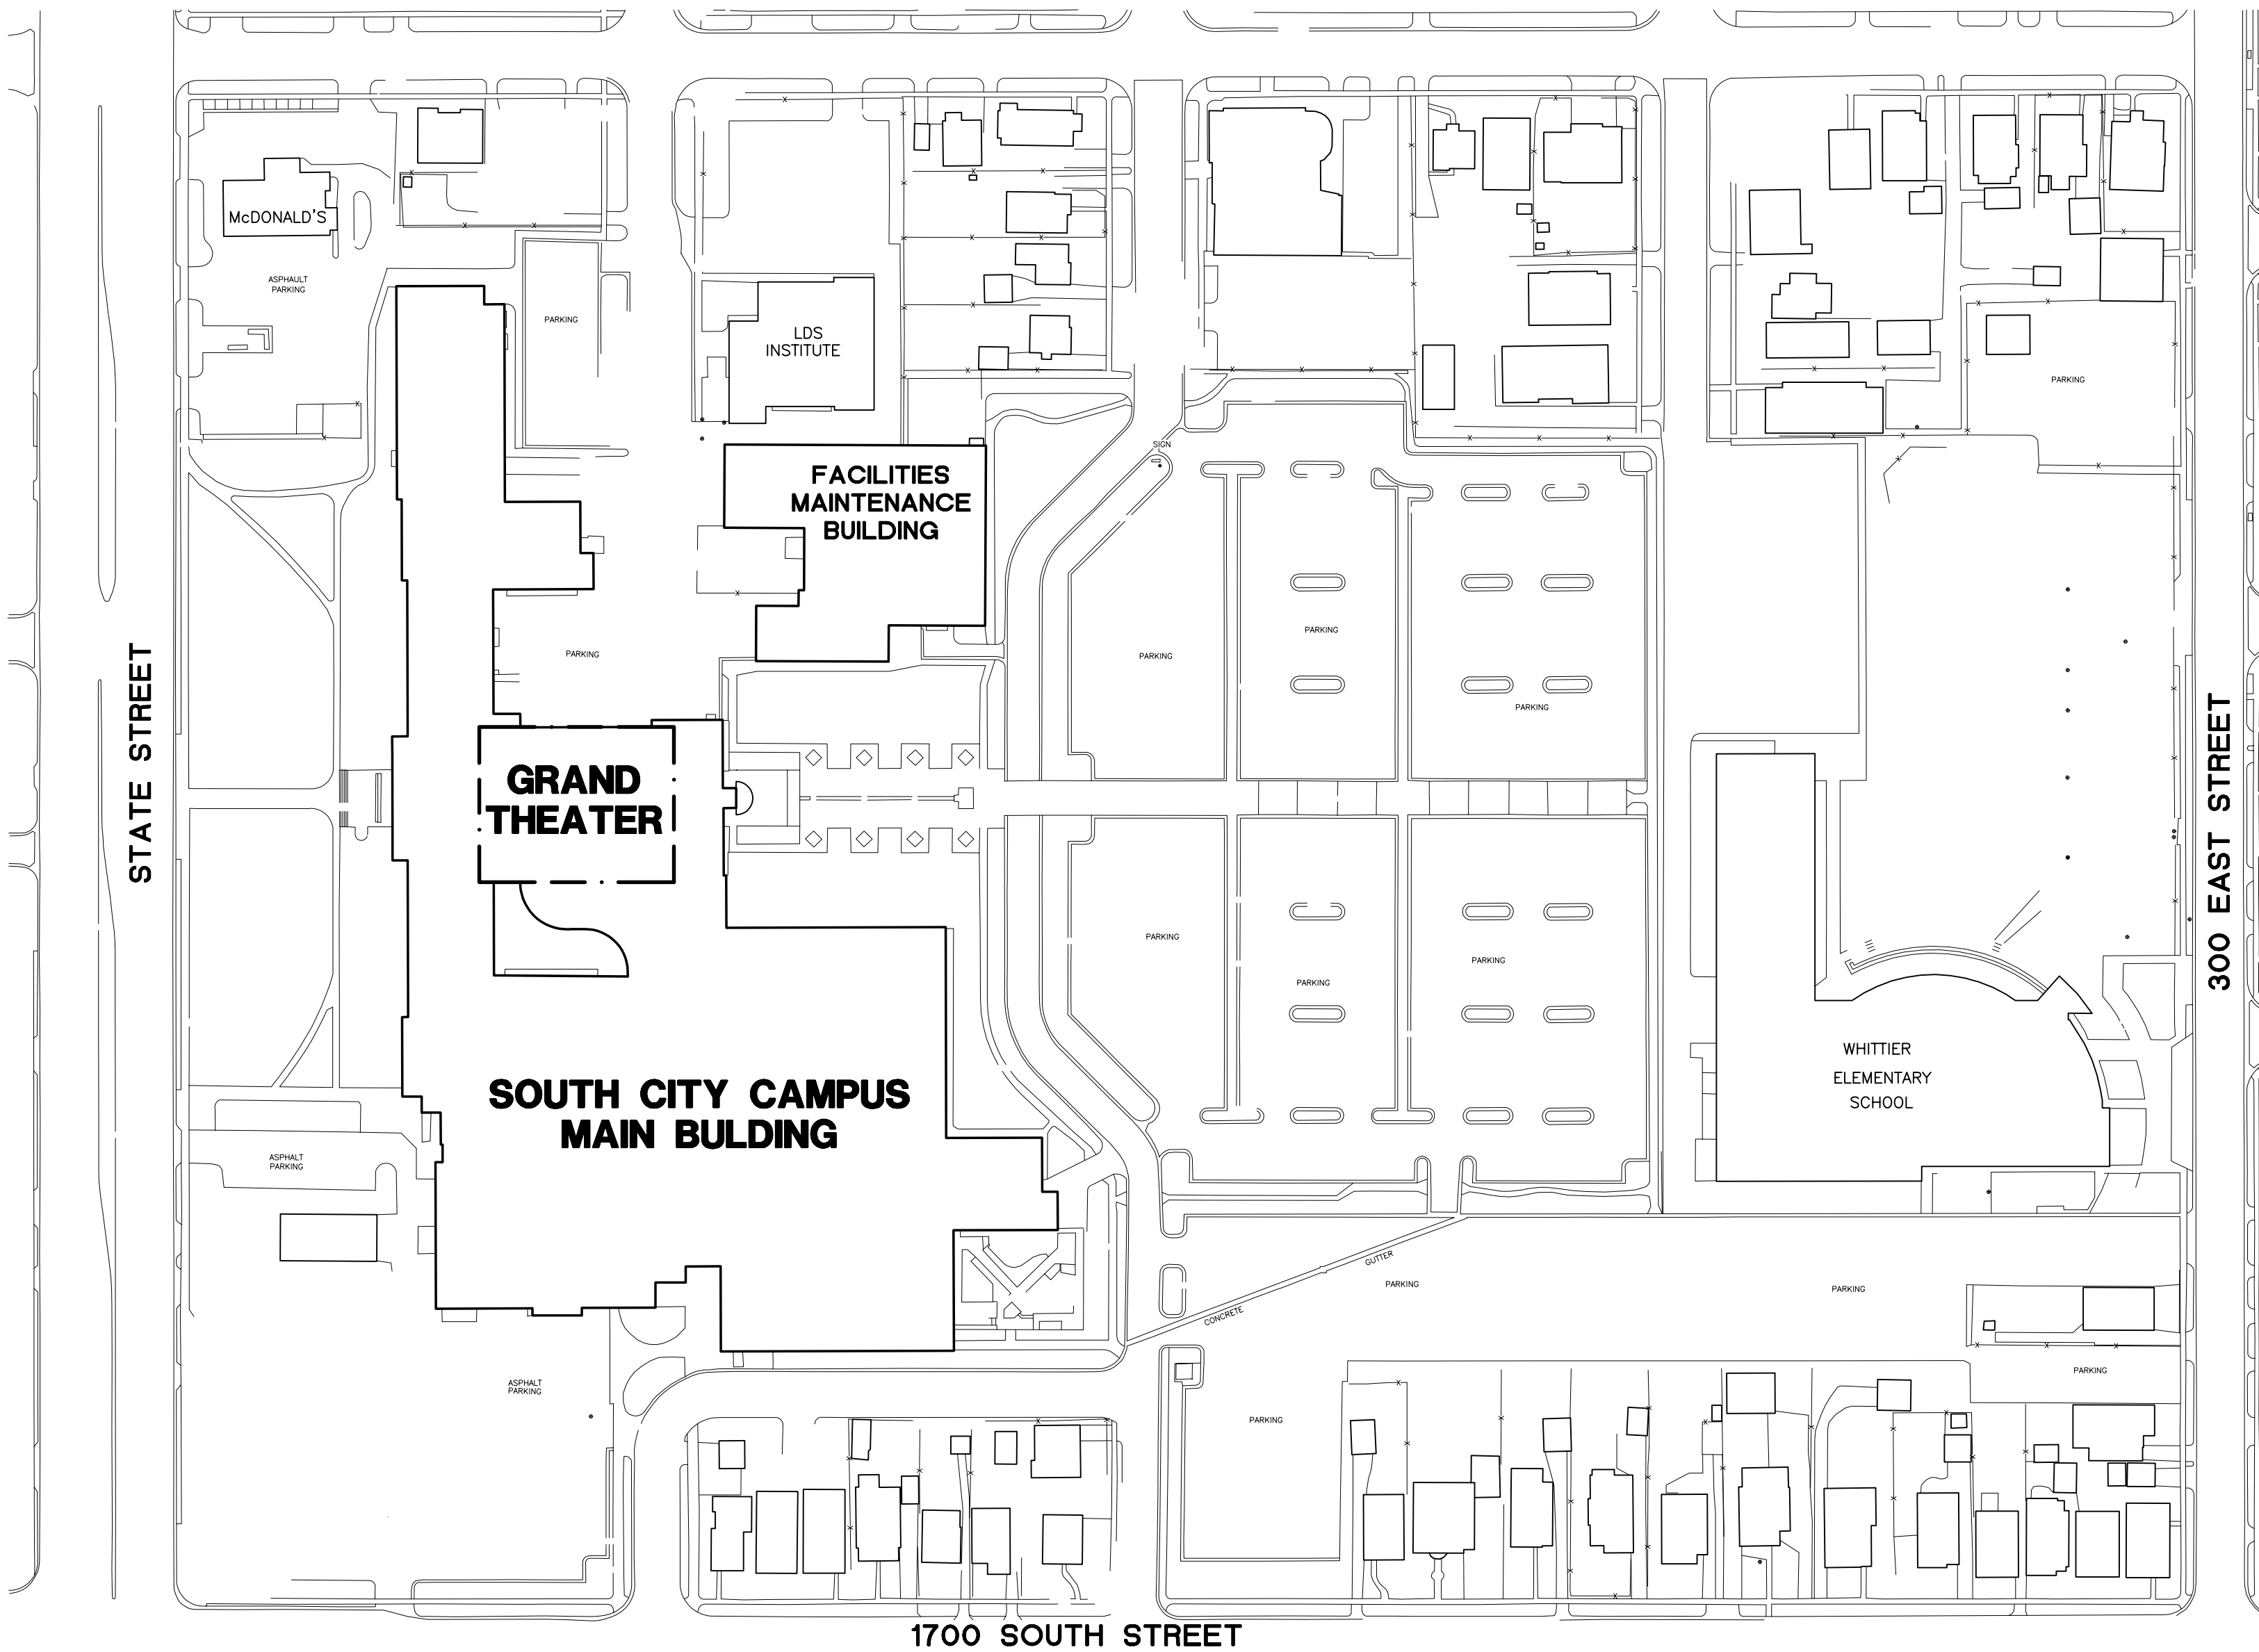 McDONALD'S
ASPHAULT
PARKING
PARKING
LDS
INSTITUTE
PARKING
SIGN
FACILITIES
MAINTENANCE
BUILDING
PARKING
PARKING
PARKING
PARKING
STATE STREET
300 EAST STREET
GRAND
THEATER
PARKING
PARKING
PARKING
WHITTIER
ELEMENTARY
SCHOOL
SOUTH CITY CAMPUS
MAIN BULDING
ASPHALT
PARKING
GUTTER
CONCRETE
PARKING
PARKING
PARKING
ASPHALT
PARKING
PARKING
1700 SOUTH STREET